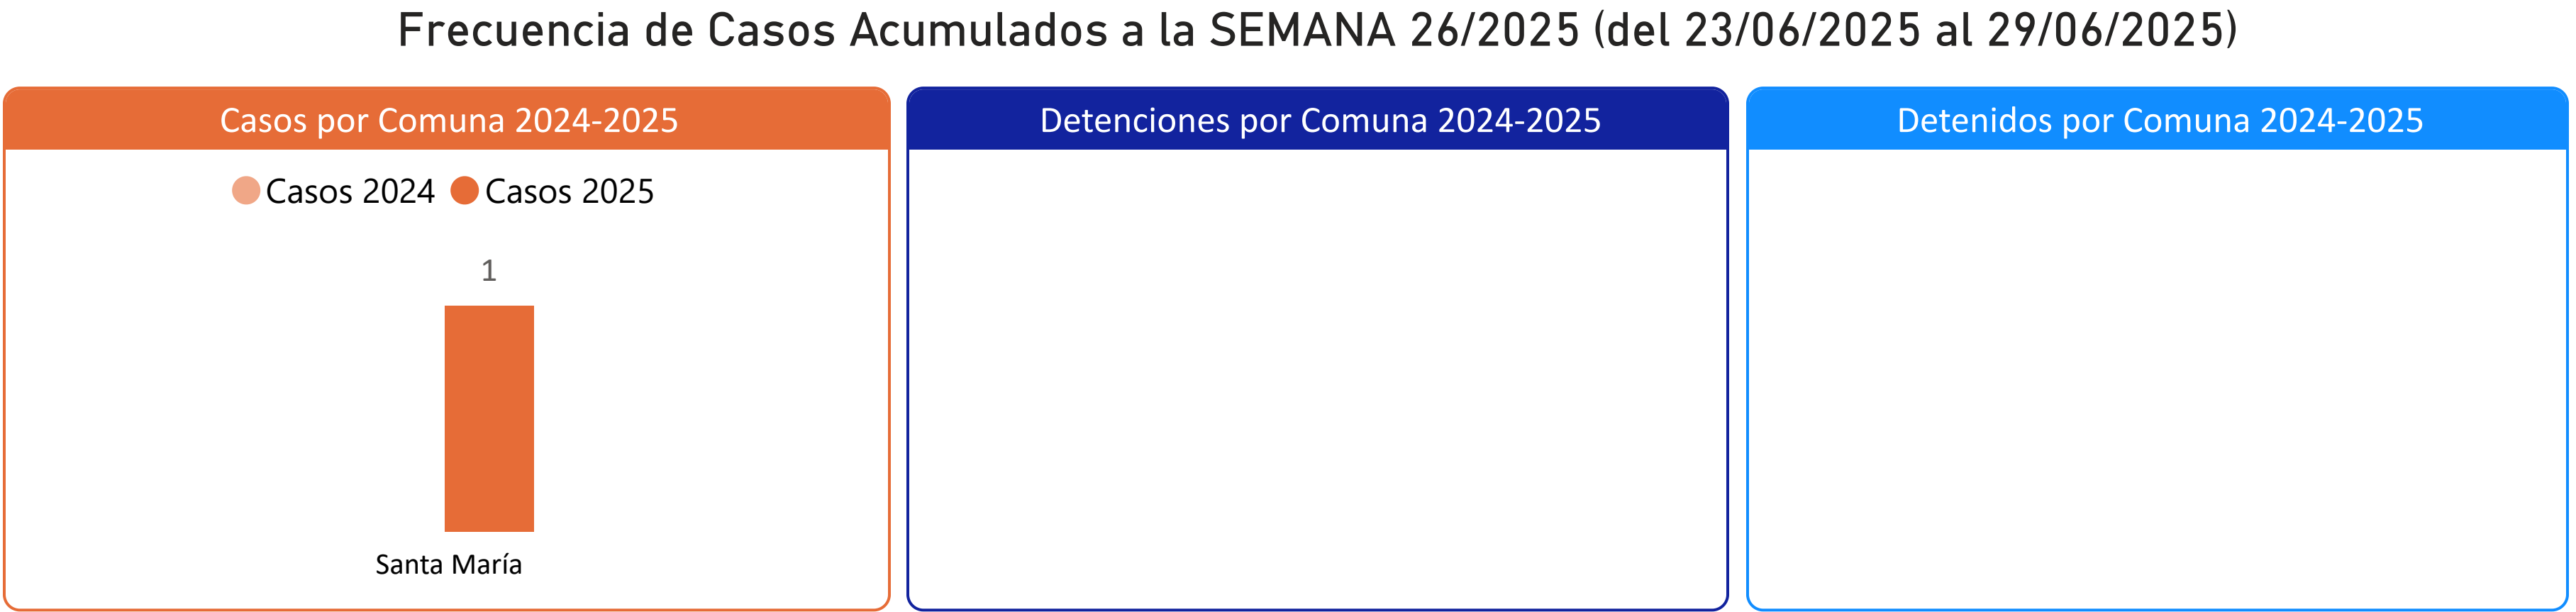 Frecuencia de Casos Acumulados a la SEMANA 26/2025 (del 23/06/2025 al 29/06/2025)
Casos por Comuna 2024-2025
Casos 2024 Casos 2025
1
Santa María
Detenciones por Comuna 2024-2025
Detenidos por Comuna 2024-2025